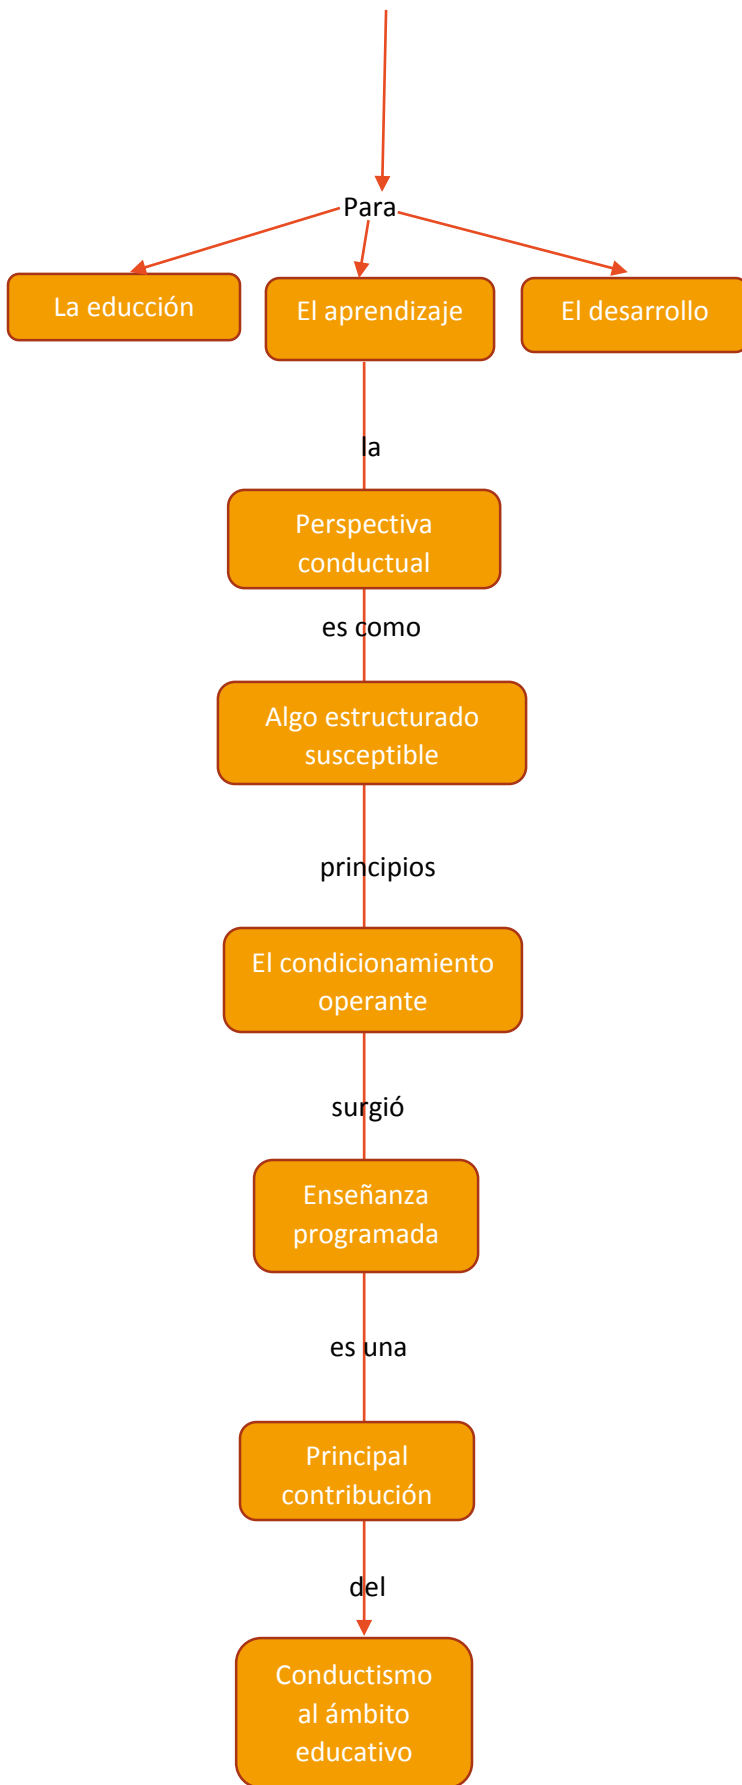 Para
La educción
El aprendizaje
El desarrollo
la
Perspectiva
conductual
es como
Algo estructurado
susceptible
principios
El condicionamiento
operante
surgió
Enseñanza
programada
es una
Principal
contribución
del
Conductismo
al ámbito
educativo